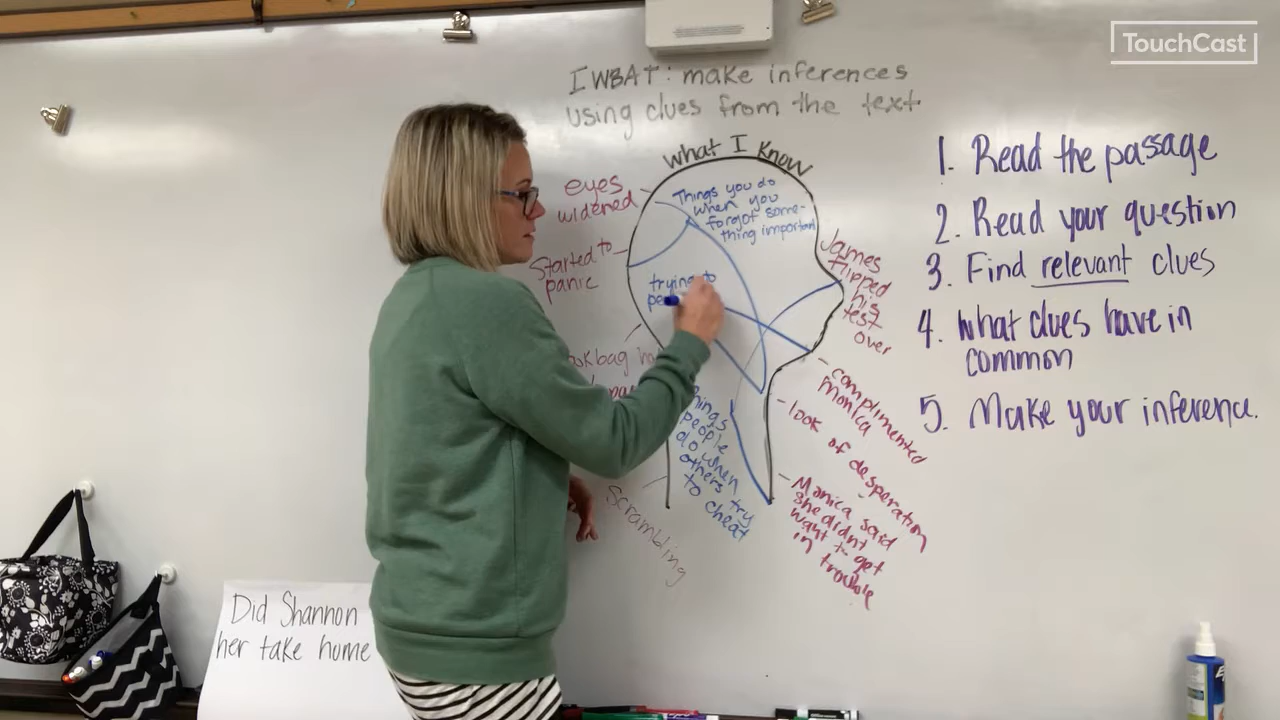 TouchCast
IWBAT: make inferences
using clues from the text.
what I know
eyes
widened
Started to
panic
Scrambling
Things you do
when you
forgot some-
thing important
trying to
things
people
do when
others try
to cheat
James
flipped
his
test
over
complimented
monica
look of desperation
Monica said
she didn't
want to get
in trouble
1. Read the passage
2. Read your question
3. Find relevant clues
4. What clues have in
common
5. Make your inference.
Did Shannon
her take home